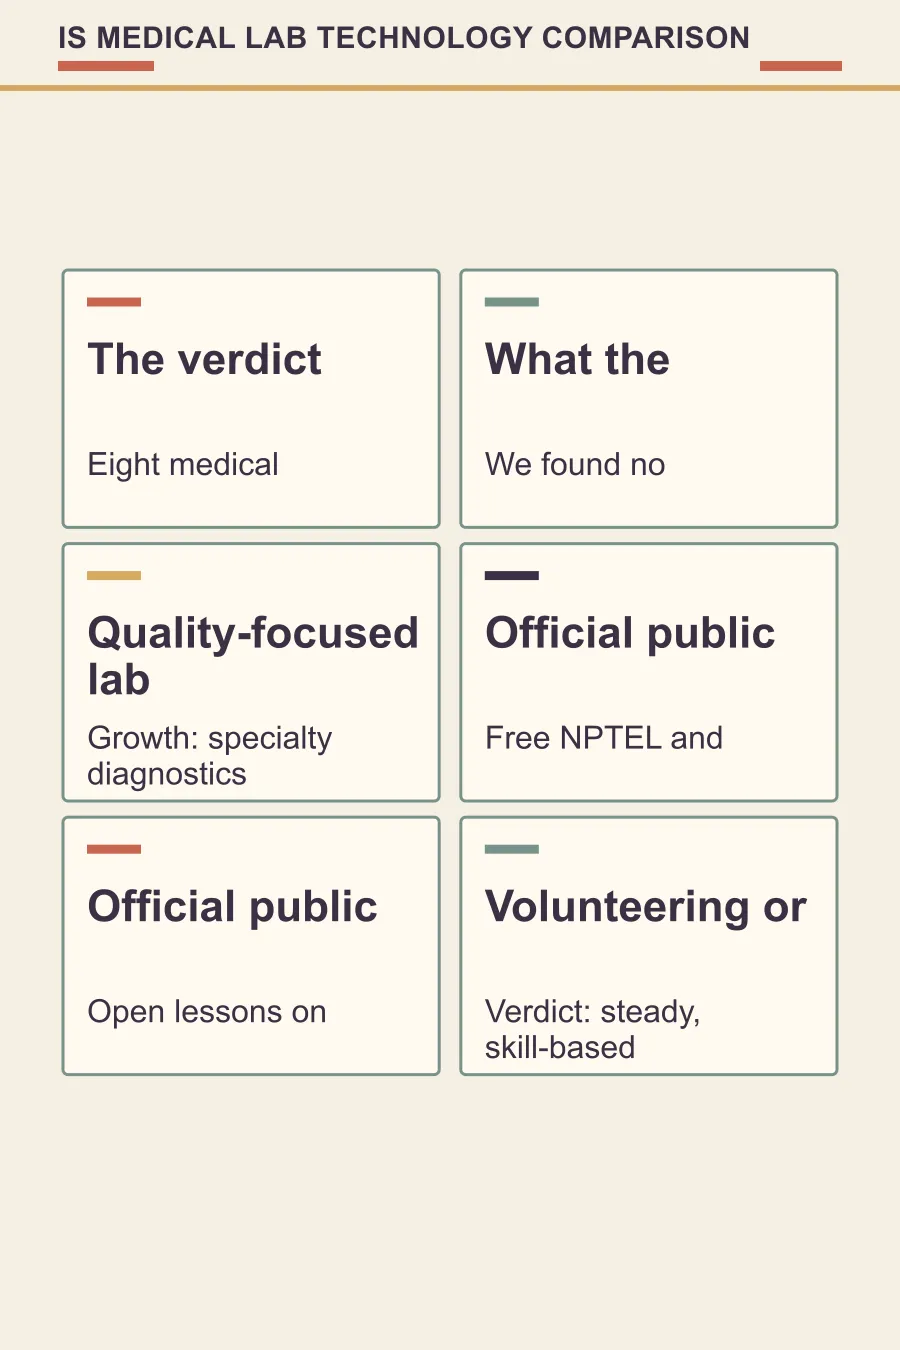 IS MEDICAL LAB TECHNOLOGY COMPARISON
The verdict
Eight medical
What the
We found no
Quality-focused
lab
Growth: specialty
diagnostics
Official public
Free NPTEL and
Official public
Open lessons on
Volunteering or
Verdict: steady,
skill-based